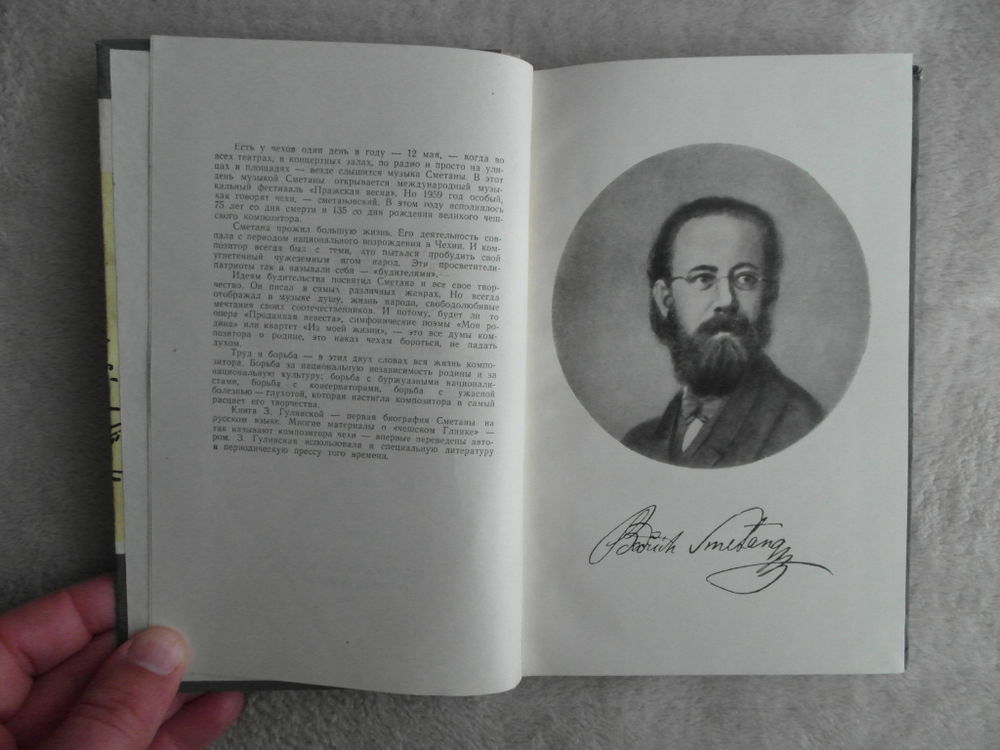 Есть у чехов один день в году — 12 мая, — когда во
всех театрах, в концертных залах, по радио и просто на ули-
цах и площадях — везде слышится музыка Сметаны. В этот
день музыкой Сметаны открывается международный музы-
кальный фестиваль «Пражская весна». Но 1959 год особый,
как говорят чехи, — сметановский. В этом году исполнилось
75 лет со дня смерти и 135 со дня рождения великого чеш-
ского композитора.
Сметана прожил большую жизнь. Его деятельность сов-
пала с периодом национального возрождения в Чехии. И ком-
позитор всегда был с теми, кто пытался пробудить свой
угнетенный чужеземным игом народ. Эти просветители-
патриоты так и называли себя — «будителями».
Идеям будительства посвятил Сметана и все свое твор-
чество. Он писал в самых различных жанрах. Но всегда
отображал в музыке душу, жизнь народа, свободолюбивые
мечтания своих соотечественников. И потому, будет ли то
опера «Проданная невеста», симфонические поэмы «Моя ро-
дина» или квартет «Из моей жизни», — это все думы ком-
позитора о родине, это наказ чехам бороться, не падать
духом.
Труд и борьба — в этих двух словах вся жизнь компо-
зитора. Борьба за национальную независимость родины и за
национальную культуру; борьба с буржуазными национали-
стами, борьба с консерваторами, борьба с ужасной
болезнью — глухотой, которая настигла композитора в самый
расцвет его творчества.
Книга З. Гулинской — первая биография Сметаны на
русском языке. Многие материалы о «чешском Глинке» —
так называют композитора чехи — впервые переведены авто-
ром. З. Гулинская использовала и специальную литературу
и периодическую прессу того времени.
Bedřich Smetana